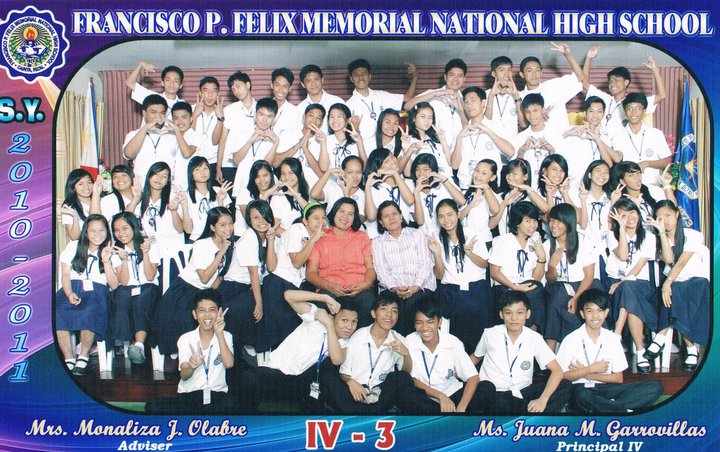 FRANCISCO P. FELIX MEMORIAL NATIONAL HIGH SCHOOL
S.Y.
2010-2011
Mrs. Monaliza J. Olabre
Adviser
IV - 3
Ms. Juana M. Garrovillas
Principal IV